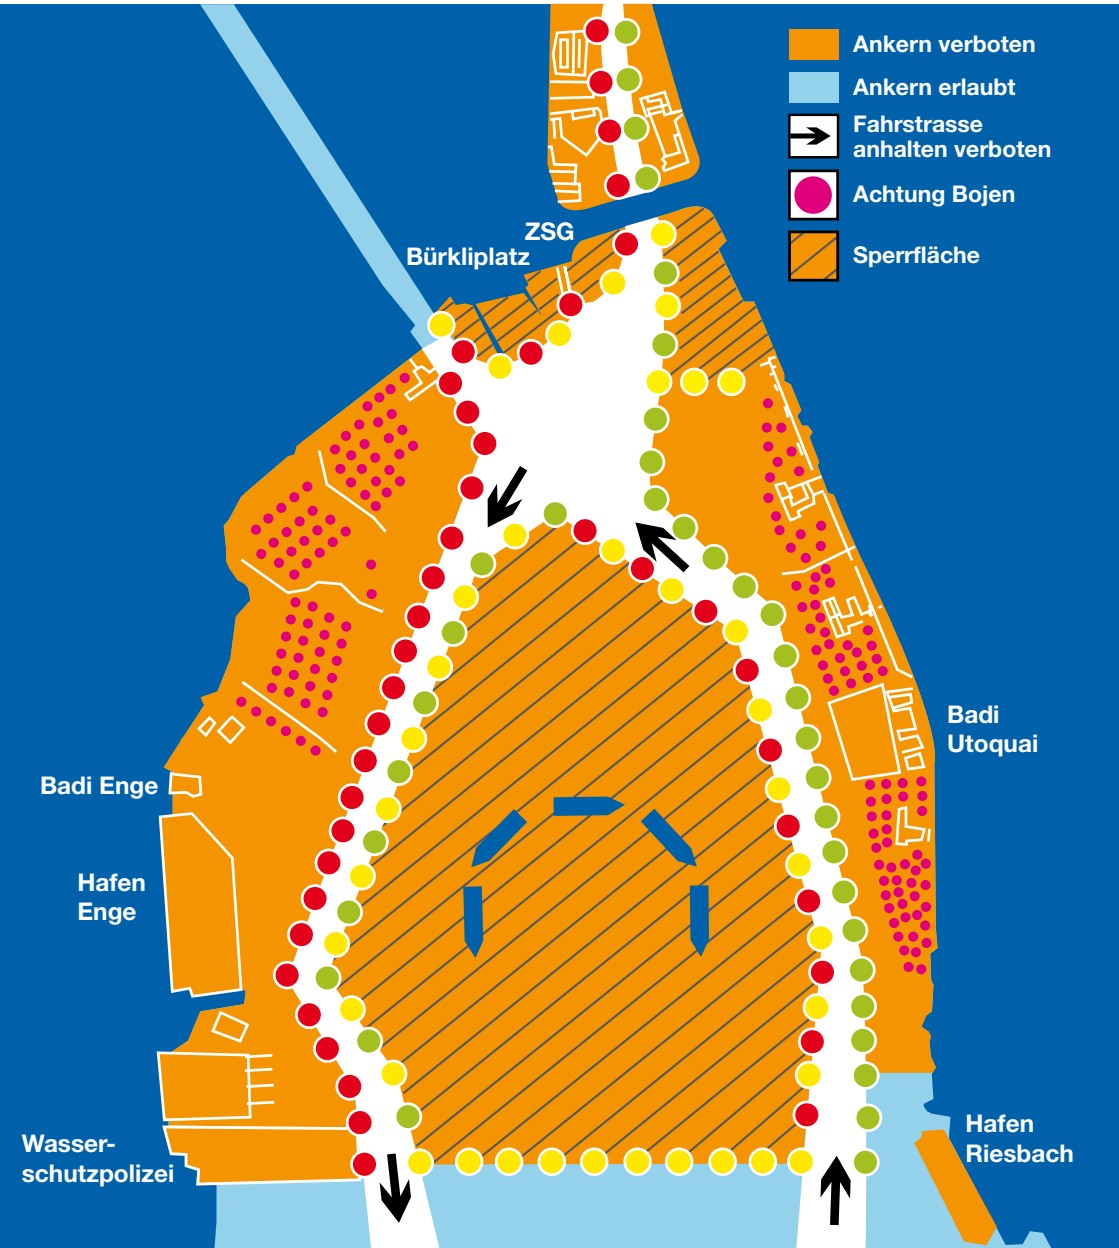 Ankern verboten
Ankern erlaubt
Fahrstrasse
anhalten verboten
Achtung Bojen
Sperrfläche
ZSG
Bürkliplatz
Badi
Utoquai
Badi Enge
Hafen
Enge
Hafen
Riesbach
Wasser-
schutzpolizei